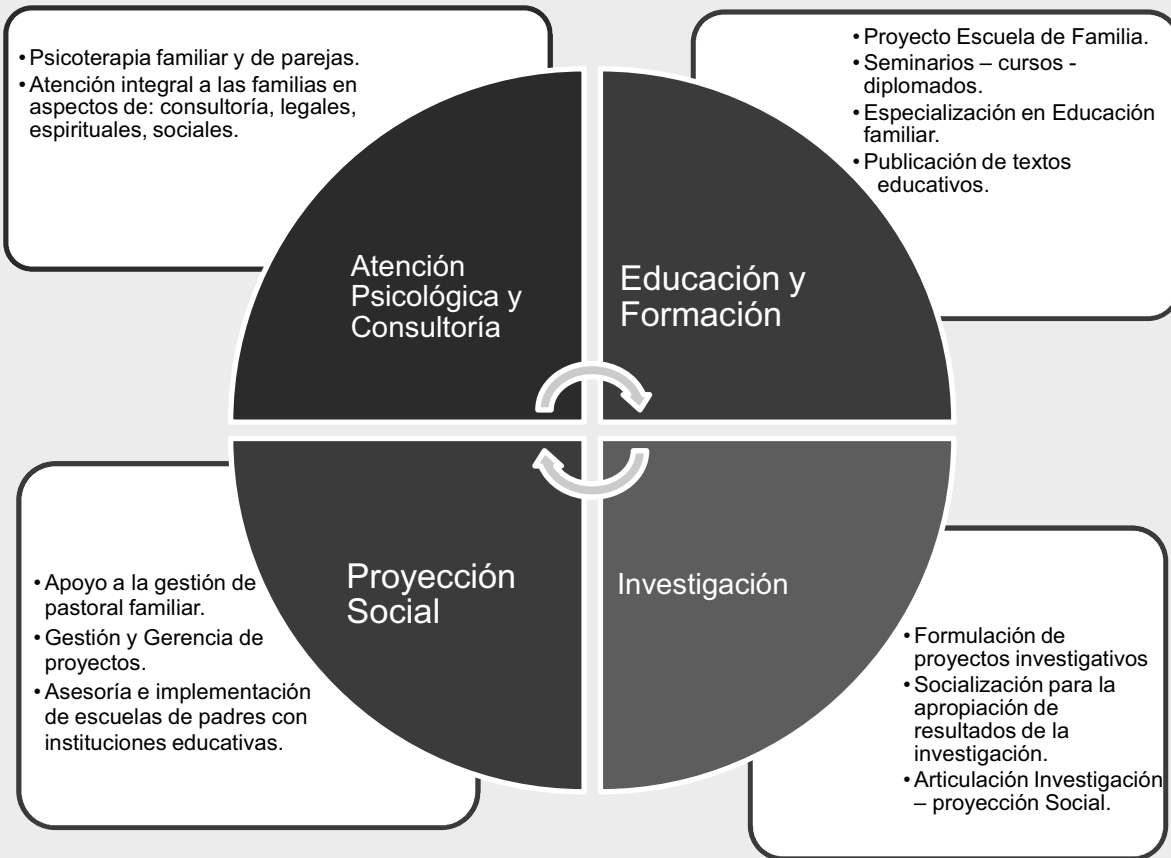 • Psicoterapia familiar y de parejas.
• Atención integral a las familias en
aspectos de: consultoría, legales,
espirituales, sociales.
• Proyecto Escuela de Familia.
• Seminarios – cursos -
diplomados.
• Especialización en Educación
familiar.
• Publicación de textos
educativos.
Atención
Psicológica y
Consultoría
Educación y
Formación
Proyección
Social
Investigación
• Apoyo a la gestión de
pastoral familiar.
• Gestión y Gerencia de
proyectos.
• Asesoría e implementación
de escuelas de padres con
instituciones educativas.
• Formulación de
proyectos investigativos
• Socialización para la
apropiación de
resultados de la
investigación.
• Articulación Investigación
– proyección Social.